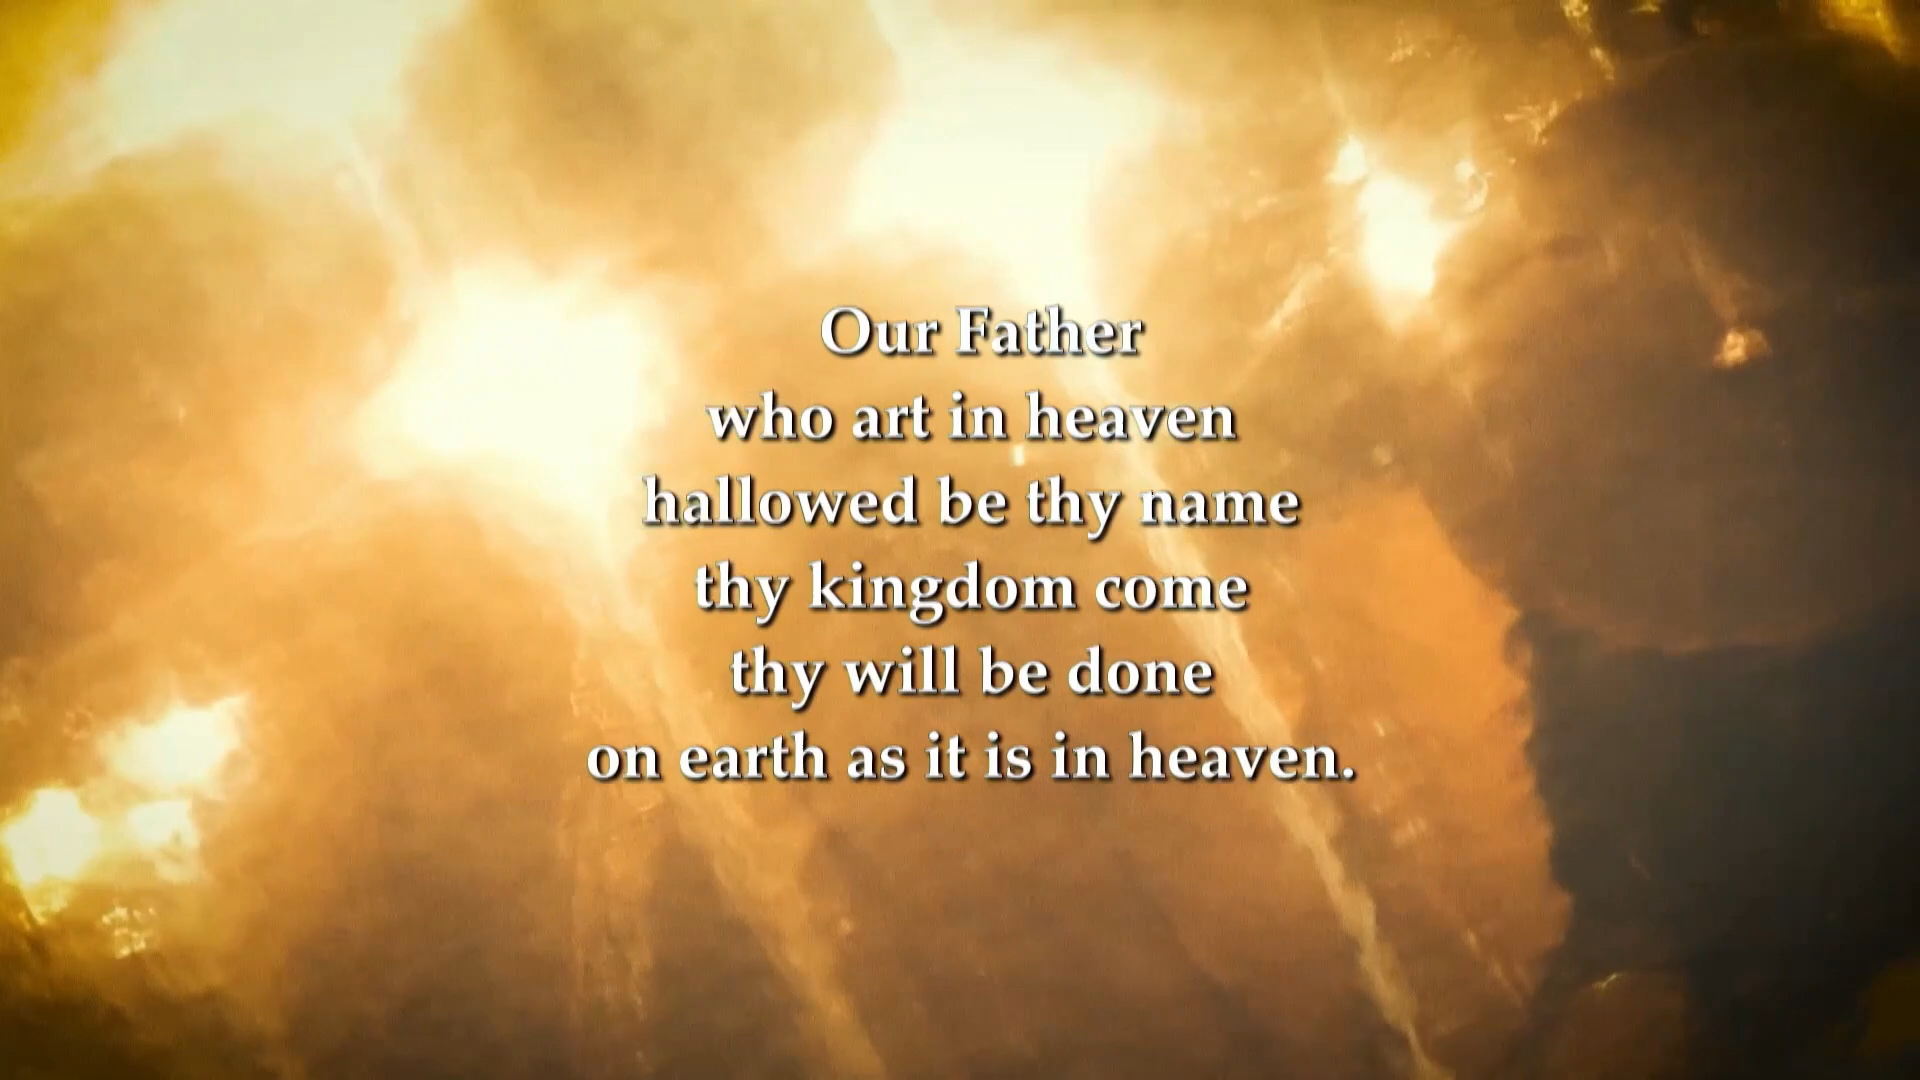 Our Father
who art in heaven
hallowed be thy name
thy kingdom come
thy will be done
on earth as it is in heaven.